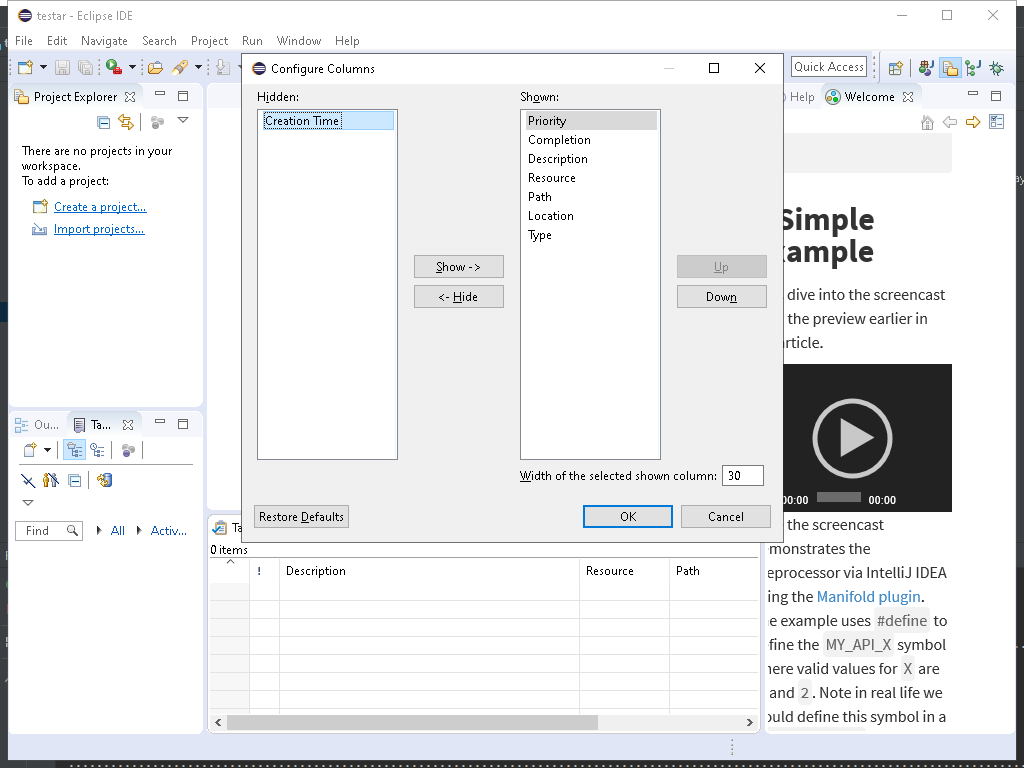 testar - Eclipse IDE
File Edit Navigate Search Project Run Window Help
Quick Access
Project Explorer
There are no projects in your
workspace.
To add a project:
Create a project...
Import projects...
Ou...
Ta...
Find
All
Activ...
Configure Columns
Hidden:
Creation Time
Show ->
<- Hide
Shown:
Priority
Completion
Description
Resource
Path
Location
Type
Up
Down
Width of the selected shown column: 30
Restore Defaults
OK
Cancel
Ta
0 items
! Description Resource Path
Help
Welcome
Simple
ample
dive into the screencast
the preview earlier in
rticle.
00:00 00:00
the screencast
monstrates the
eprocessor via IntelliJ IDEA
ing the Manifold plugin.
e example uses #define to
fine the MY_API_X symbol
here valid values for X are
and 2. Note in real life we
ould define this symbol in a